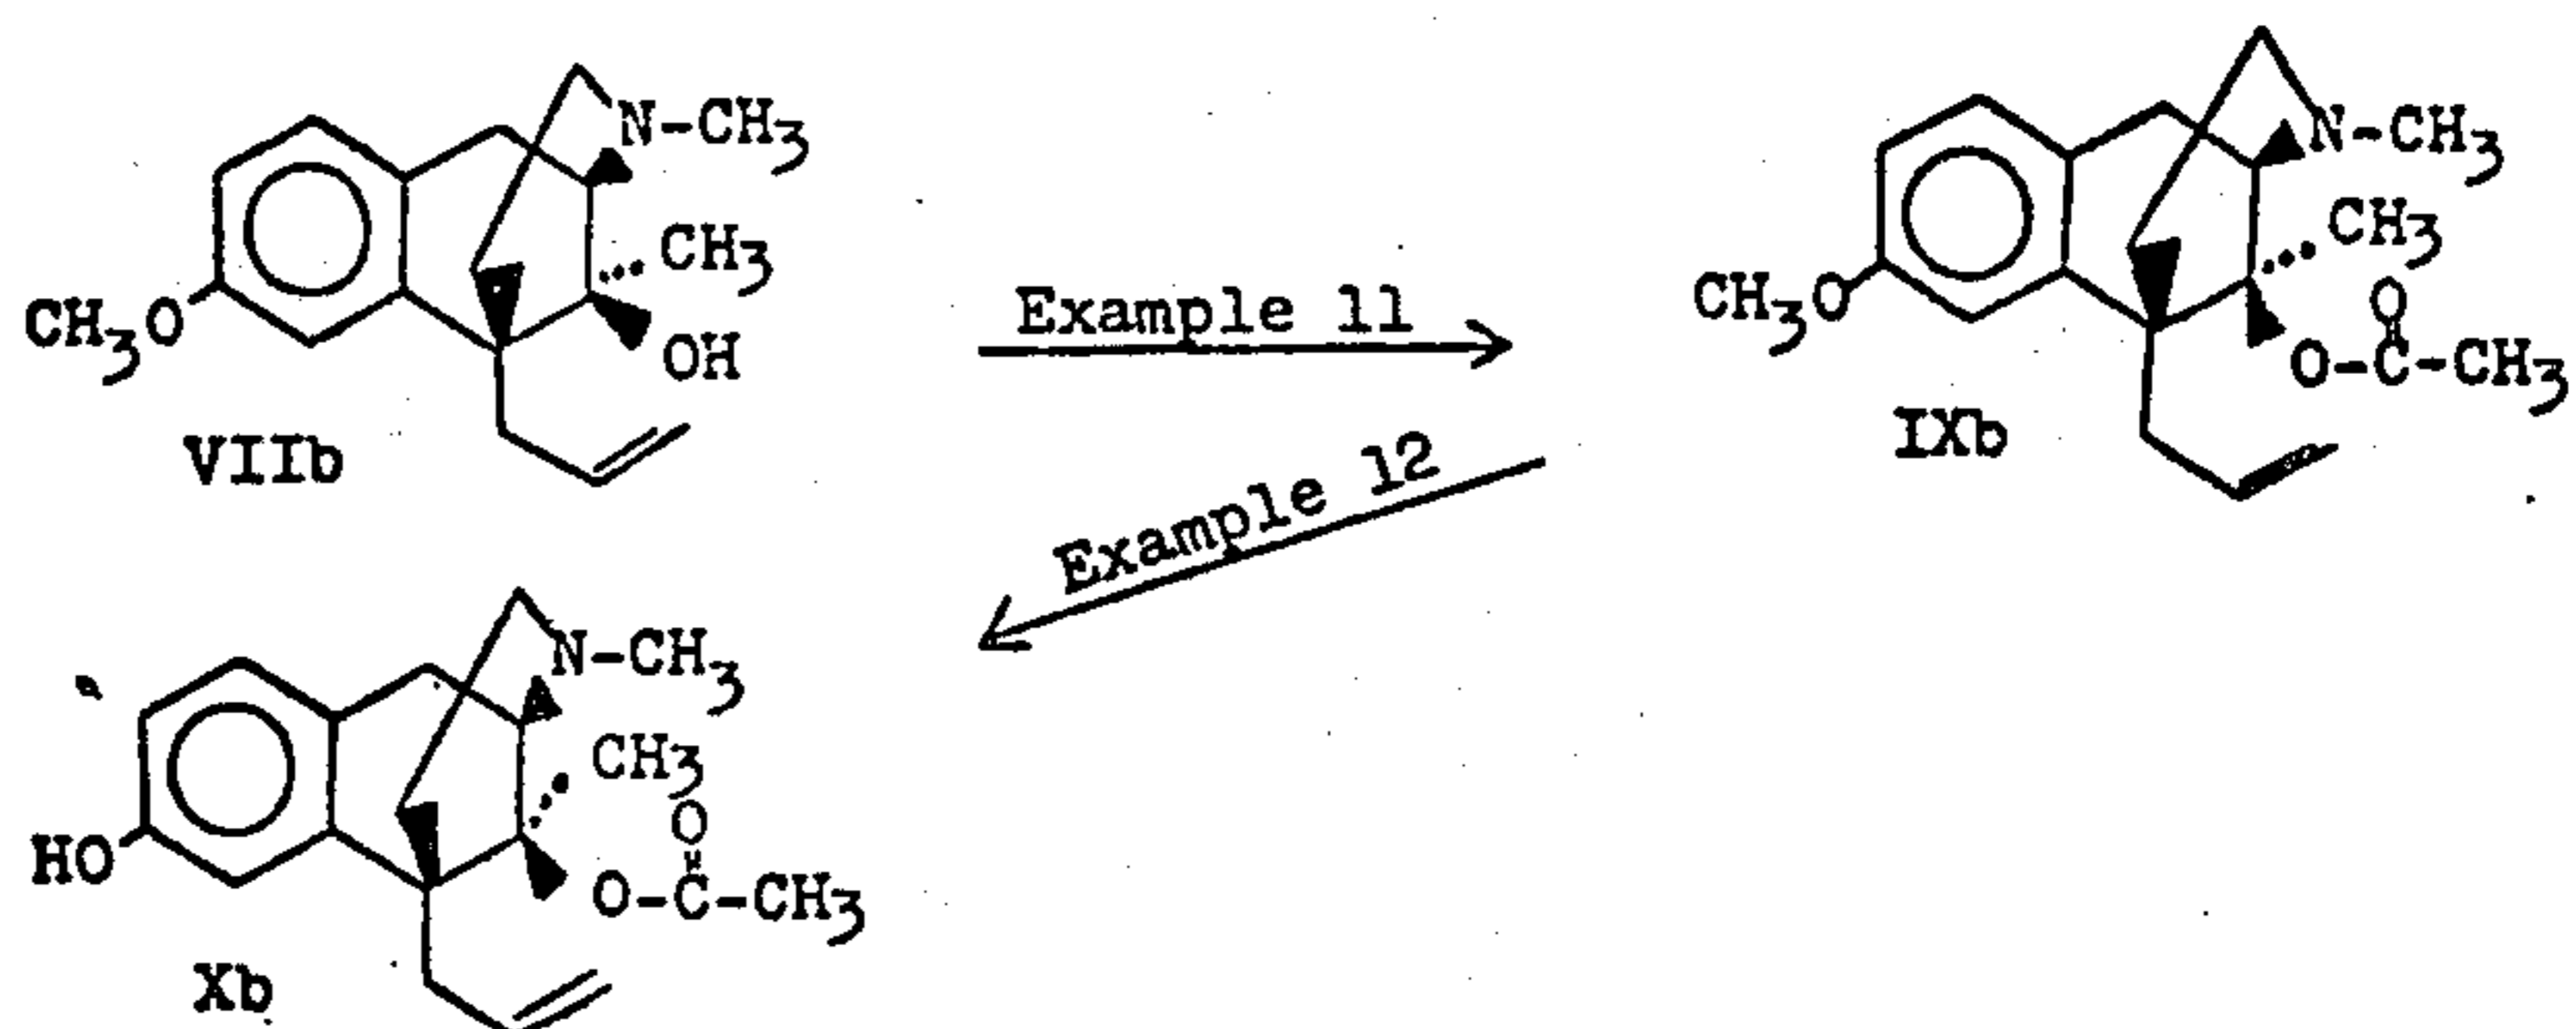 N-CH3
CH3
CH3O
OH
VIIb
Example 11
N-CH3
CH3
CH3O
O
O-C-CH3
IXb
Example 12
N-CH3
CH3
O
HO
O-C-CH3
Xb